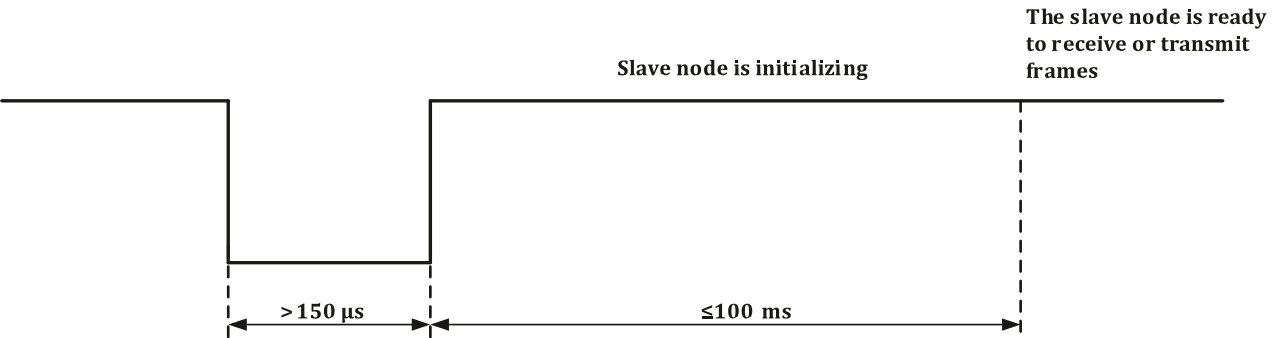 The slave node is ready
to receive or transmit
frames
Slave node is initializing
>150 µs
≤100 ms